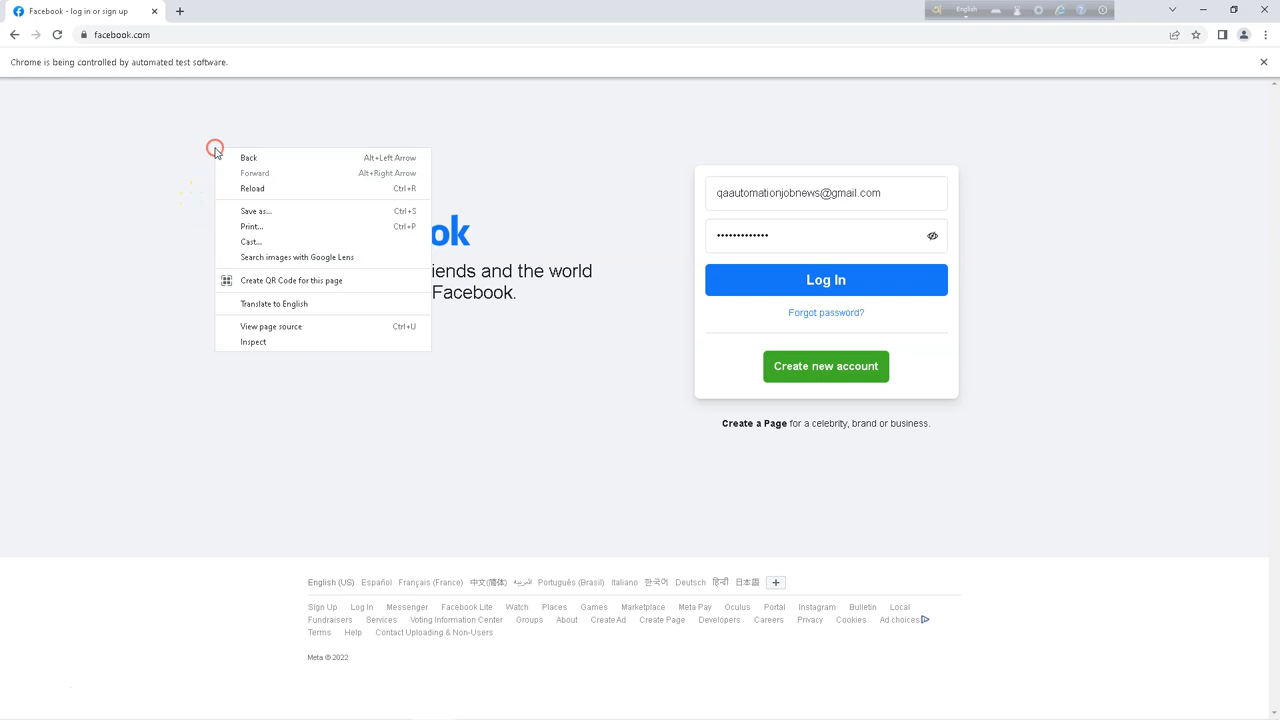 Facebook - log in or sign up
English
facebook.com
Chrome is being controlled by automated test software.
Back Alt+Left Arrow
Forward Alt+Right Arrow
Reload Ctrl+R
Save as... Ctrl+S
Print... Ctrl+P
Cast...
Search images with Google Lens
Create QR Code for this page
Translate to English
View page source Ctrl+U
Inspect
ok
iends and the world
Facebook.
qaautomationjobnews@gmail.com
•••••••••••••
Log In
Forgot password?
Create new account
Create a Page for a celebrity, brand or business.
English (US) Español Français (France) 中文(简体) العربية Português (Brasil) Italiano 한국어 Deutsch हिन्दी 日本語 +
Sign Up Log In Messenger Facebook Lite Watch Places Games Marketplace Meta Pay Oculus Portal Instagram Bulletin Local
Fundraisers Services Voting Information Center Groups About Create Ad Create Page Developers Careers Privacy Cookies Ad choices
Terms Help Contact Uploading & Non-Users
Meta © 2022